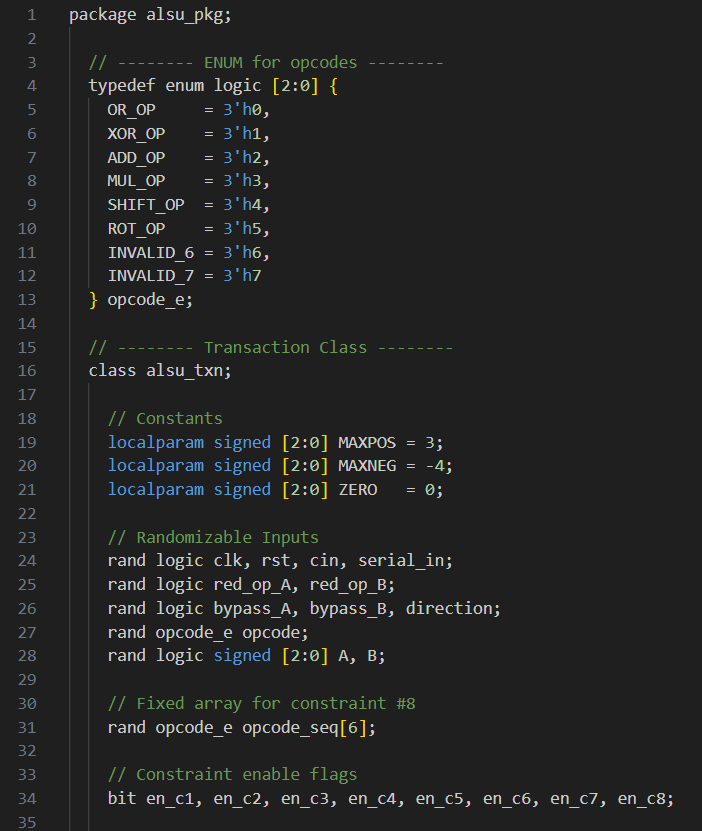 1 package alsu_pkg;
2
3 // -------- ENUM for opcodes --------
4 typedef enum logic [2:0] {
5 OR_OP     = 3'h0,
6 XOR_OP    = 3'h1,
7 ADD_OP    = 3'h2,
8 MUL_OP    = 3'h3,
9 SHIFT_OP  = 3'h4,
10 ROT_OP    = 3'h5,
11 INVALID_6 = 3'h6,
12 INVALID_7 = 3'h7
13 } opcode_e;
14
15 // -------- Transaction Class --------
16 class alsu_txn;
17
18 // Constants
19 localparam signed [2:0] MAXPOS = 3;
20 localparam signed [2:0] MAXNEG = -4;
21 localparam signed [2:0] ZERO   = 0;
22
23 // Randomizable Inputs
24 rand logic clk, rst, cin, serial_in;
25 rand logic red_op_A, red_op_B;
26 rand logic bypass_A, bypass_B, direction;
27 rand opcode_e opcode;
28 rand logic signed [2:0] A, B;
29
30 // Fixed array for constraint #8
31 rand opcode_e opcode_seq[6];
32
33 // Constraint enable flags
34 bit en_c1, en_c2, en_c3, en_c4, en_c5, en_c6, en_c7, en_c8;
35